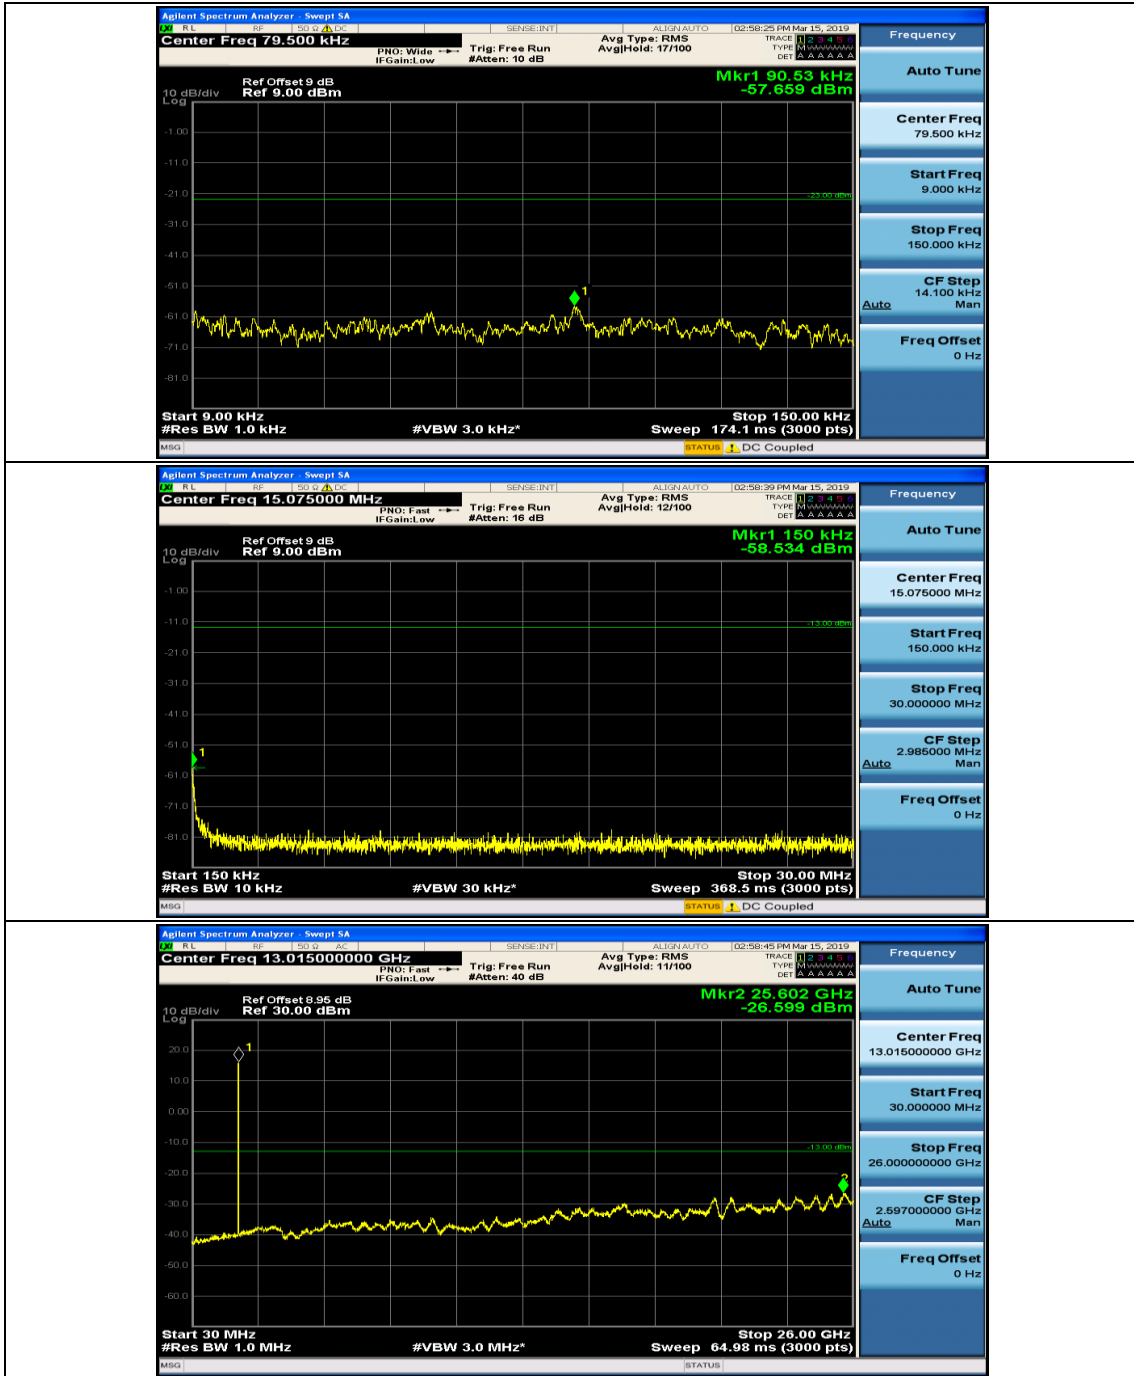 Agilent Spectrum Analyzer - Swept SA
LXI RL RF 50 Ω DC SENSE:INT ALIGN AUTO 02:58:25 PM Mar 15, 2019
Center Freq 79.500 kHz
PNO: Wide
IFGain:Low
Trig: Free Run
#Atten: 10 dB
Avg Type: RMS
Avg|Hold: 17/100
TRACE 1 2 3 4 5 6
TYPE M
DET A A A A A A
Ref Offset 9 dB
10 dB/div Ref 9.00 dBm
Log
Mkr1 90.53 kHz
-57.659 dBm
-1.00
-11.0
-21.0
-23.00 dBm
-31.0
-41.0
-51.0
1
-61.0
-71.0
-81.0
Start 9.00 kHz Stop 150.00 kHz
#Res BW 1.0 kHz #VBW 3.0 kHz* Sweep 174.1 ms (3000 pts)
MSG STATUS DC Coupled
Frequency
Auto Tune
Center Freq
79.500 kHz
Start Freq
9.000 kHz
Stop Freq
150.000 kHz
CF Step
14.100 kHz
Auto Man
Freq Offset
0 Hz
Agilent Spectrum Analyzer - Swept SA
LXI RL RF 50 Ω DC SENSE:INT ALIGN AUTO 02:58:39 PM Mar 15, 2019
Center Freq 15.075000 MHz
PNO: Fast
IFGain:Low
Trig: Free Run
#Atten: 16 dB
Avg Type: RMS
Avg|Hold: 12/100
TRACE 1 2 3 4 5 6
TYPE M
DET A A A A A A
Ref Offset 9 dB
10 dB/div Ref 9.00 dBm
Log
Mkr1 150 kHz
-58.534 dBm
-1.00
-11.0
-13.00 dBm
-21.0
-31.0
-41.0
-51.0
1
-61.0
-71.0
-81.0
Start 150 kHz Stop 30.00 MHz
#Res BW 10 kHz #VBW 30 kHz* Sweep 368.5 ms (3000 pts)
MSG STATUS DC Coupled
Frequency
Auto Tune
Center Freq
15.075000 MHz
Start Freq
150.000 kHz
Stop Freq
30.000000 MHz
CF Step
2.985000 MHz
Auto Man
Freq Offset
0 Hz
Agilent Spectrum Analyzer - Swept SA
LXI RL RF 50 Ω AC SENSE:INT ALIGN AUTO 02:58:45 PM Mar 15, 2019
Center Freq 13.015000000 GHz
PNO: Fast
IFGain:Low
Trig: Free Run
#Atten: 40 dB
Avg Type: RMS
Avg|Hold: 11/100
TRACE 1 2 3 4 5 6
TYPE M
DET A A A A A A
Ref Offset 8.95 dB
10 dB/div Ref 30.00 dBm
Log
Mkr2 25.602 GHz
-26.599 dBm
20.0
1
10.0
0.00
-10.0
-13.00 dBm
-20.0
2
-30.0
-40.0
-50.0
-60.0
Start 30 MHz Stop 26.00 GHz
#Res BW 1.0 MHz #VBW 3.0 MHz* Sweep 64.98 ms (3000 pts)
MSG STATUS
Frequency
Auto Tune
Center Freq
13.015000000 GHz
Start Freq
30.000000 MHz
Stop Freq
26.000000000 GHz
CF Step
2.597000000 GHz
Auto Man
Freq Offset
0 Hz